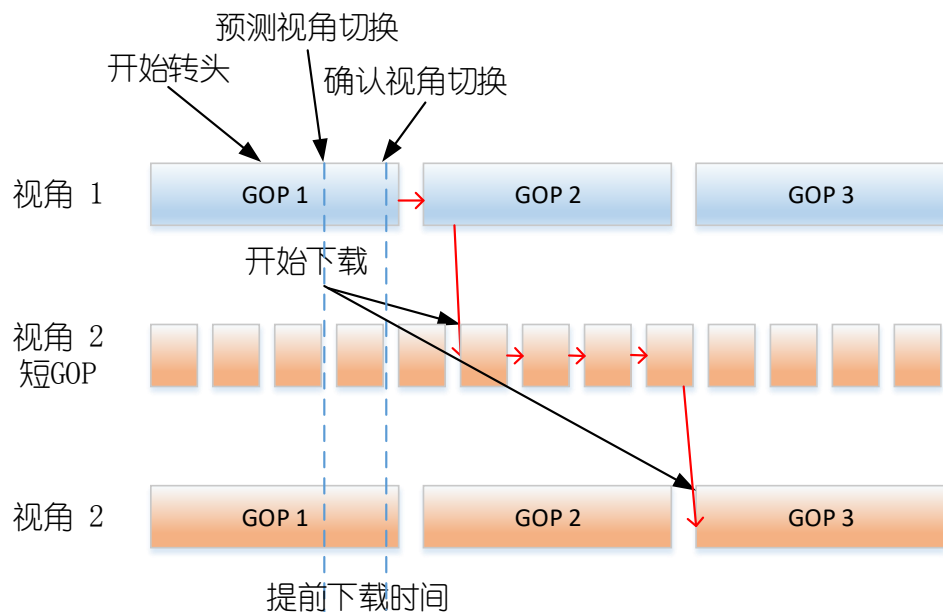 预测视角切换
开始转头
确认视角切换
视角 1
GOP 1
GOP 2
GOP 3
开始下载
视角 2
短GOP
视角 2
GOP 1
GOP 2
GOP 3
提前下载时间